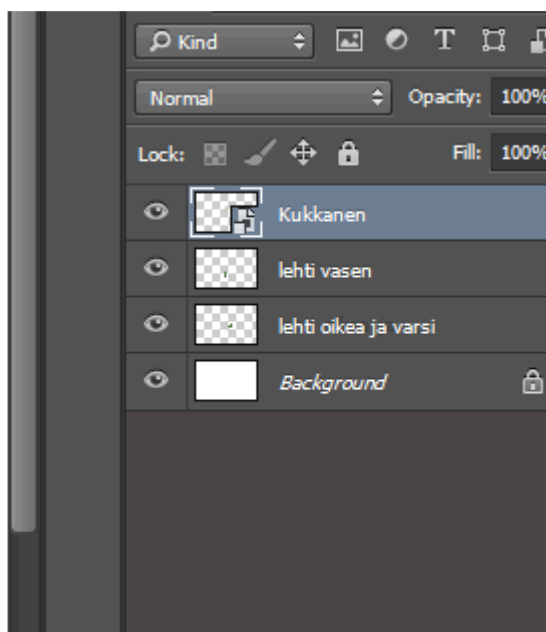 Kind
Normal Opacity: 100%
Lock: Fill: 100%
Kukkanen
lehti vasen
lehti oikea ja varsi
Background